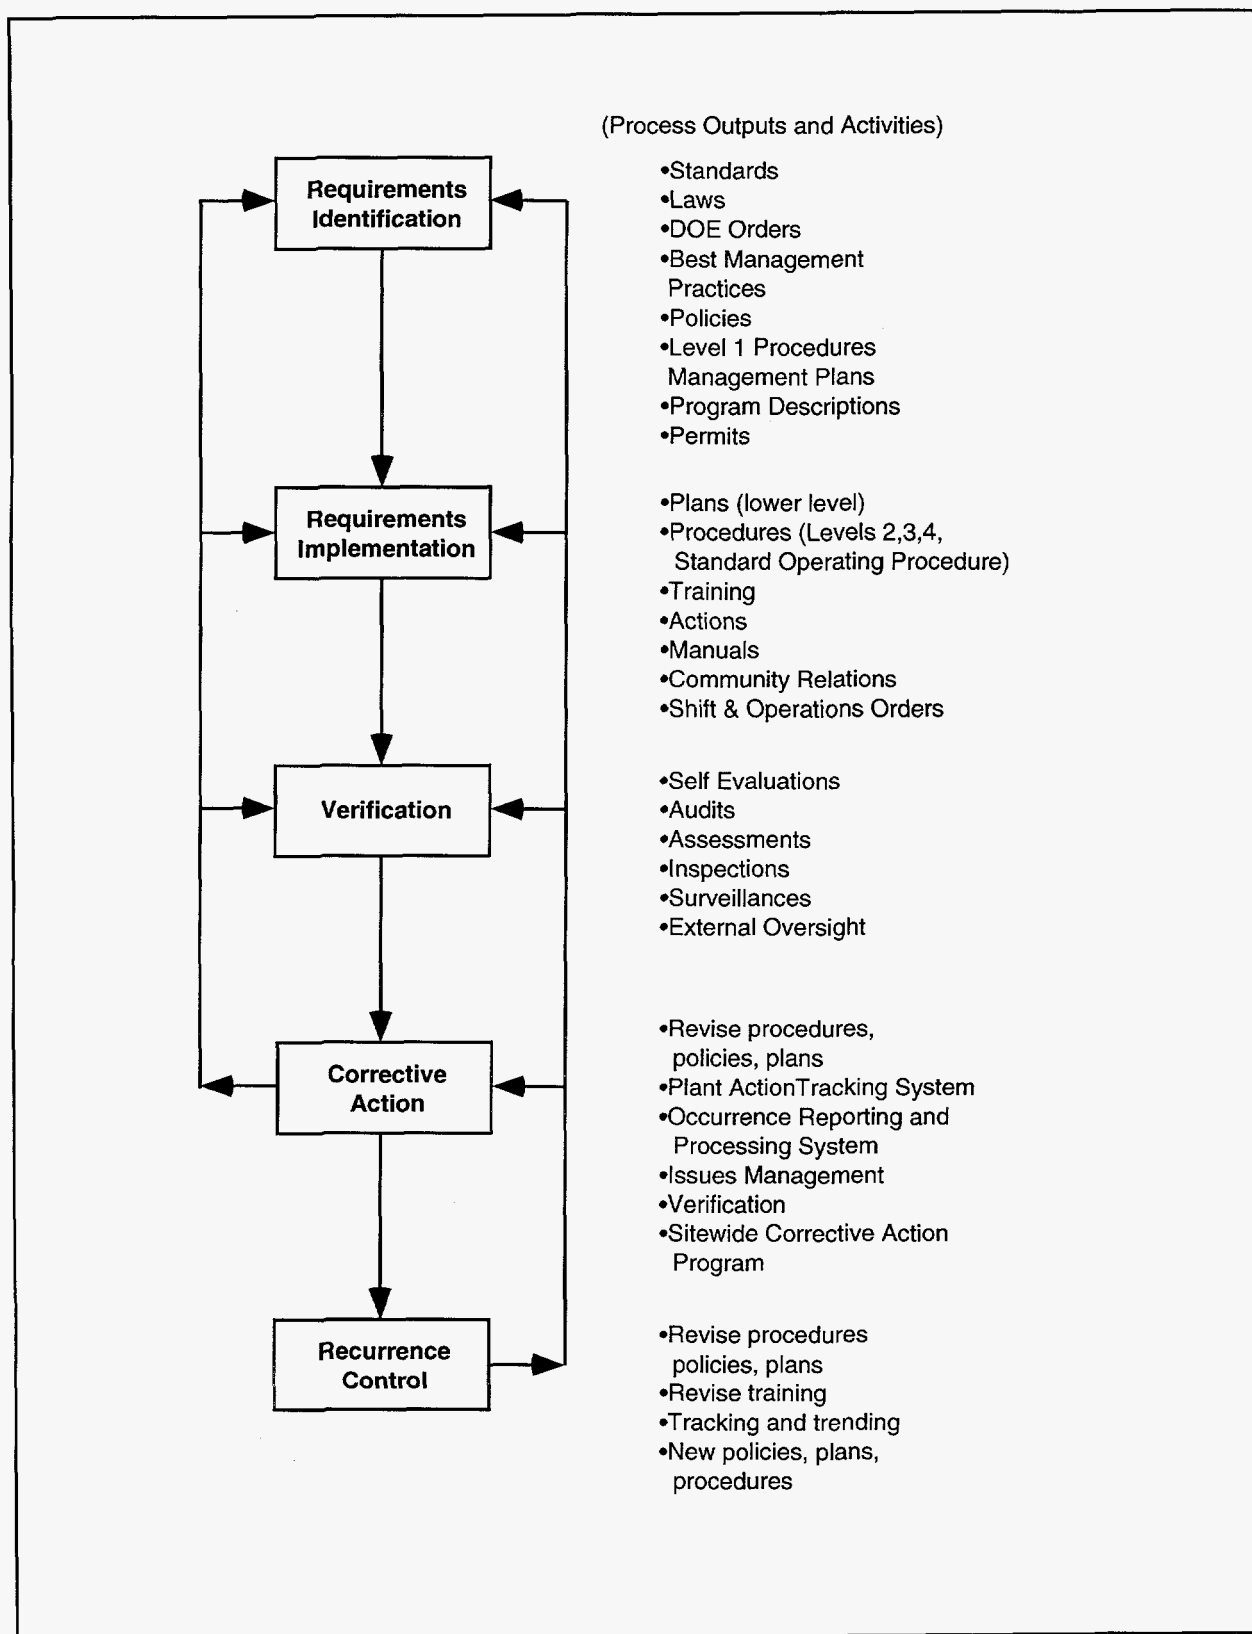 (Process Outputs and Activities)
Requirements
Identification
•Standards
•Laws
•DOE Orders
•Best Management
Practices
•Policies
•Level 1 Procedures
Management Plans
•Program Descriptions
•Permits
Requirements
Implementation
•Plans (lower level)
•Procedures (Levels 2,3,4,
Standard Operating Procedure)
•Training
•Actions
•Manuals
•Community Relations
•Shift & Operations Orders
Verification
•Self Evaluations
•Audits
•Assessments
•Inspections
•Surveillances
•External Oversight
Corrective
Action
•Revise procedures,
policies, plans
•Plant ActionTracking System
•Occurrence Reporting and
Processing System
•Issues Management
•Verification
•Sitewide Corrective Action
Program
Recurrence
Control
•Revise procedures
policies, plans
•Revise training
•Tracking and trending
•New policies, plans,
procedures